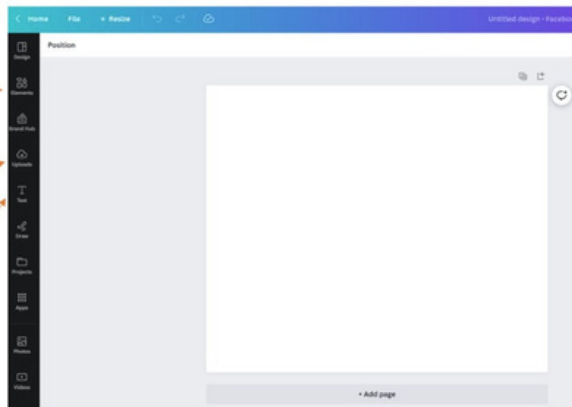 Home File Resize Untitled design - Facebook
Position
Design
Elements
Brand Hub
Uploads
Text
Draw
Projects
Apps
Photos
Videos
+ Add page